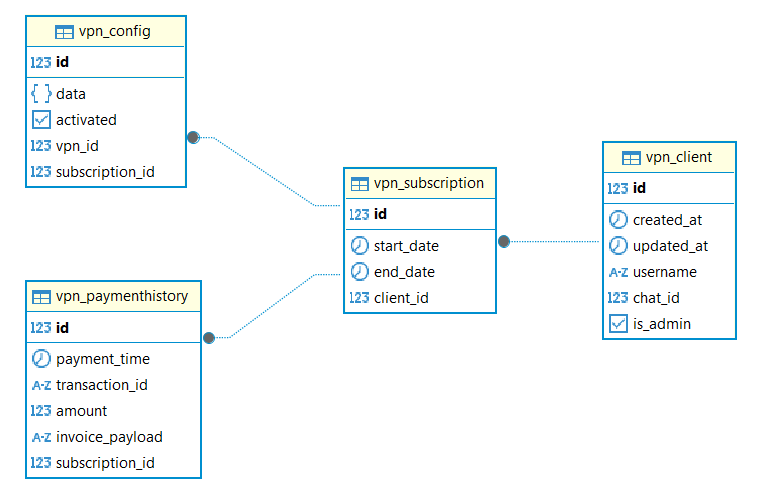 vpn_config
123 id
data
activated
123 vpn_id
123 subscription_id
vpn_paymenthistory
123 id
payment_time
A-Z transaction_id
123 amount
A-Z invoice_payload
123 subscription_id
vpn_subscription
123 id
start_date
end_date
123 client_id
vpn_client
123 id
created_at
updated_at
A-Z username
123 chat_id
is_admin